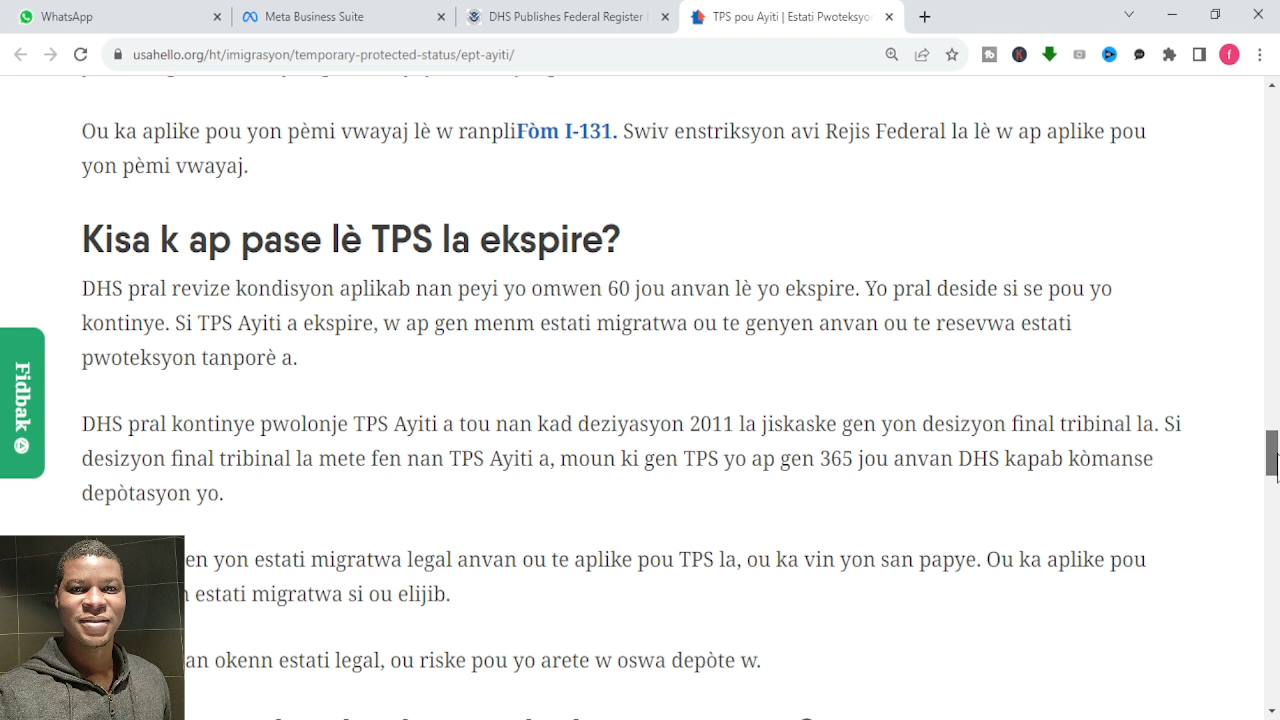 WhatsApp
Meta Business Suite
DHS Publishes Federal Register
TPS pou Ayiti | Estati Pwoteksyon
usahello.org/ht/imigrasyon/temporary-protected-status/ept-ayiti/
Ou ka aplike pou yon pèmi vwayaj lè w ranpliFòm I-131. Swiv enstriksyon avi Rejis Federal la lè w ap aplike pou
yon pèmi vwayaj.
Kisa k ap pase lè TPS la ekspire?
DHS pral revize kondisyon aplikab nan peyi yo omwen 60 jou anvan lè yo ekspire. Yo pral deside si se pou yo
kontinye. Si TPS Ayiti a ekspire, w ap gen menm estati migratwa ou te genyen anvan ou te resevwa estati
pwoteksyon tanporè a.
DHS pral kontinye pwolonje TPS Ayiti a tou nan kad deziyasyon 2011 la jiskaske gen yon desizyon final tribinal la. Si
desizyon final tribinal la mete fen nan TPS Ayiti a, moun ki gen TPS yo ap gen 365 jou anvan DHS kapab kòmanse
depòtasyon yo.
en yon estati migratwa legal anvan ou te aplike pou TPS la, ou ka vin yon san papye. Ou ka aplike pou
estati migratwa si ou elijib.
an okenn estati legal, ou riske pou yo arete w oswa depòte w.
Fidbak